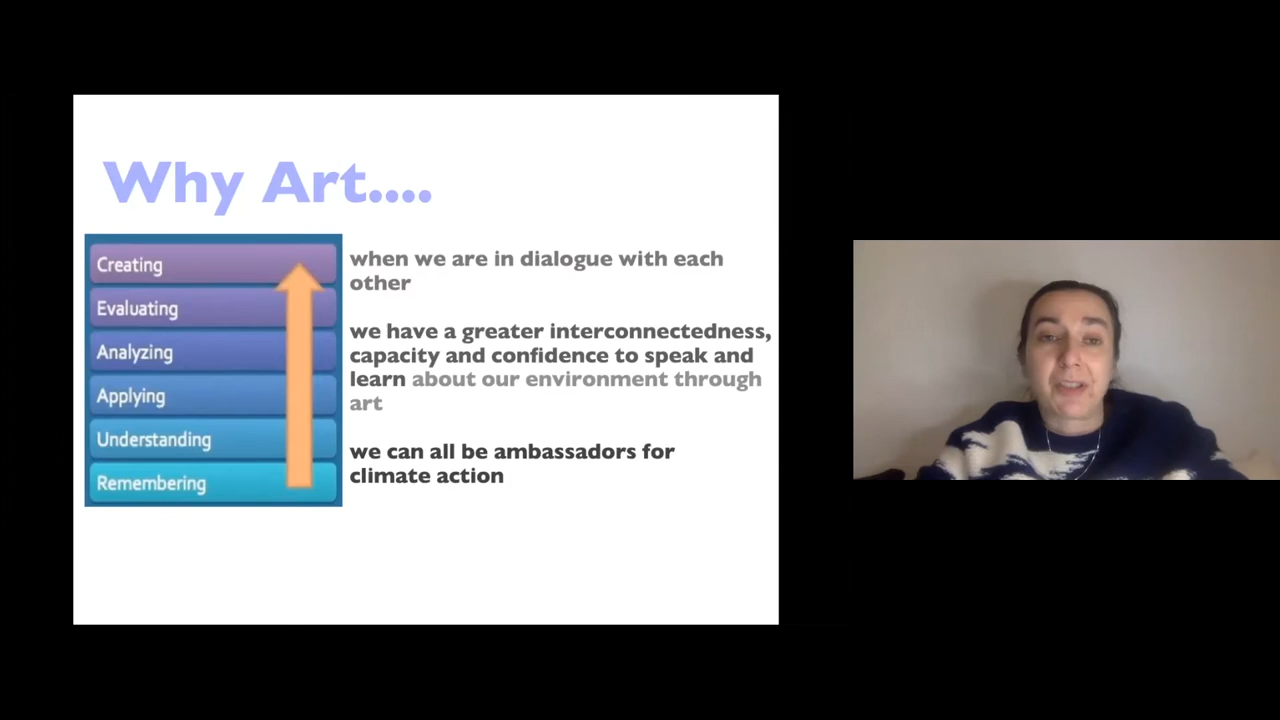 Why Art....
Creating
Evaluating
Analyzing
Applying
Understanding
Remembering
when we are in dialogue with each
other
we have a greater interconnectedness,
capacity and confidence to speak and
learn about our environment through
art
we can all be ambassadors for
climate action